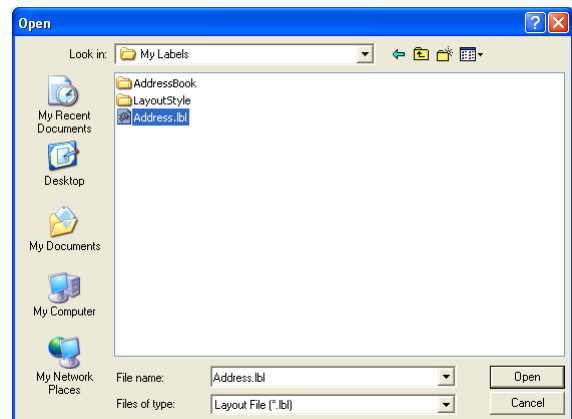 Open
Look in: My Labels
My Recent
Documents
Desktop
My Documents
My Computer
My Network
Places
AddressBook
LayoutStyle
Address.lbl
File name: Address.lbl Open
Files of type: Layout File (*.lbl) Cancel